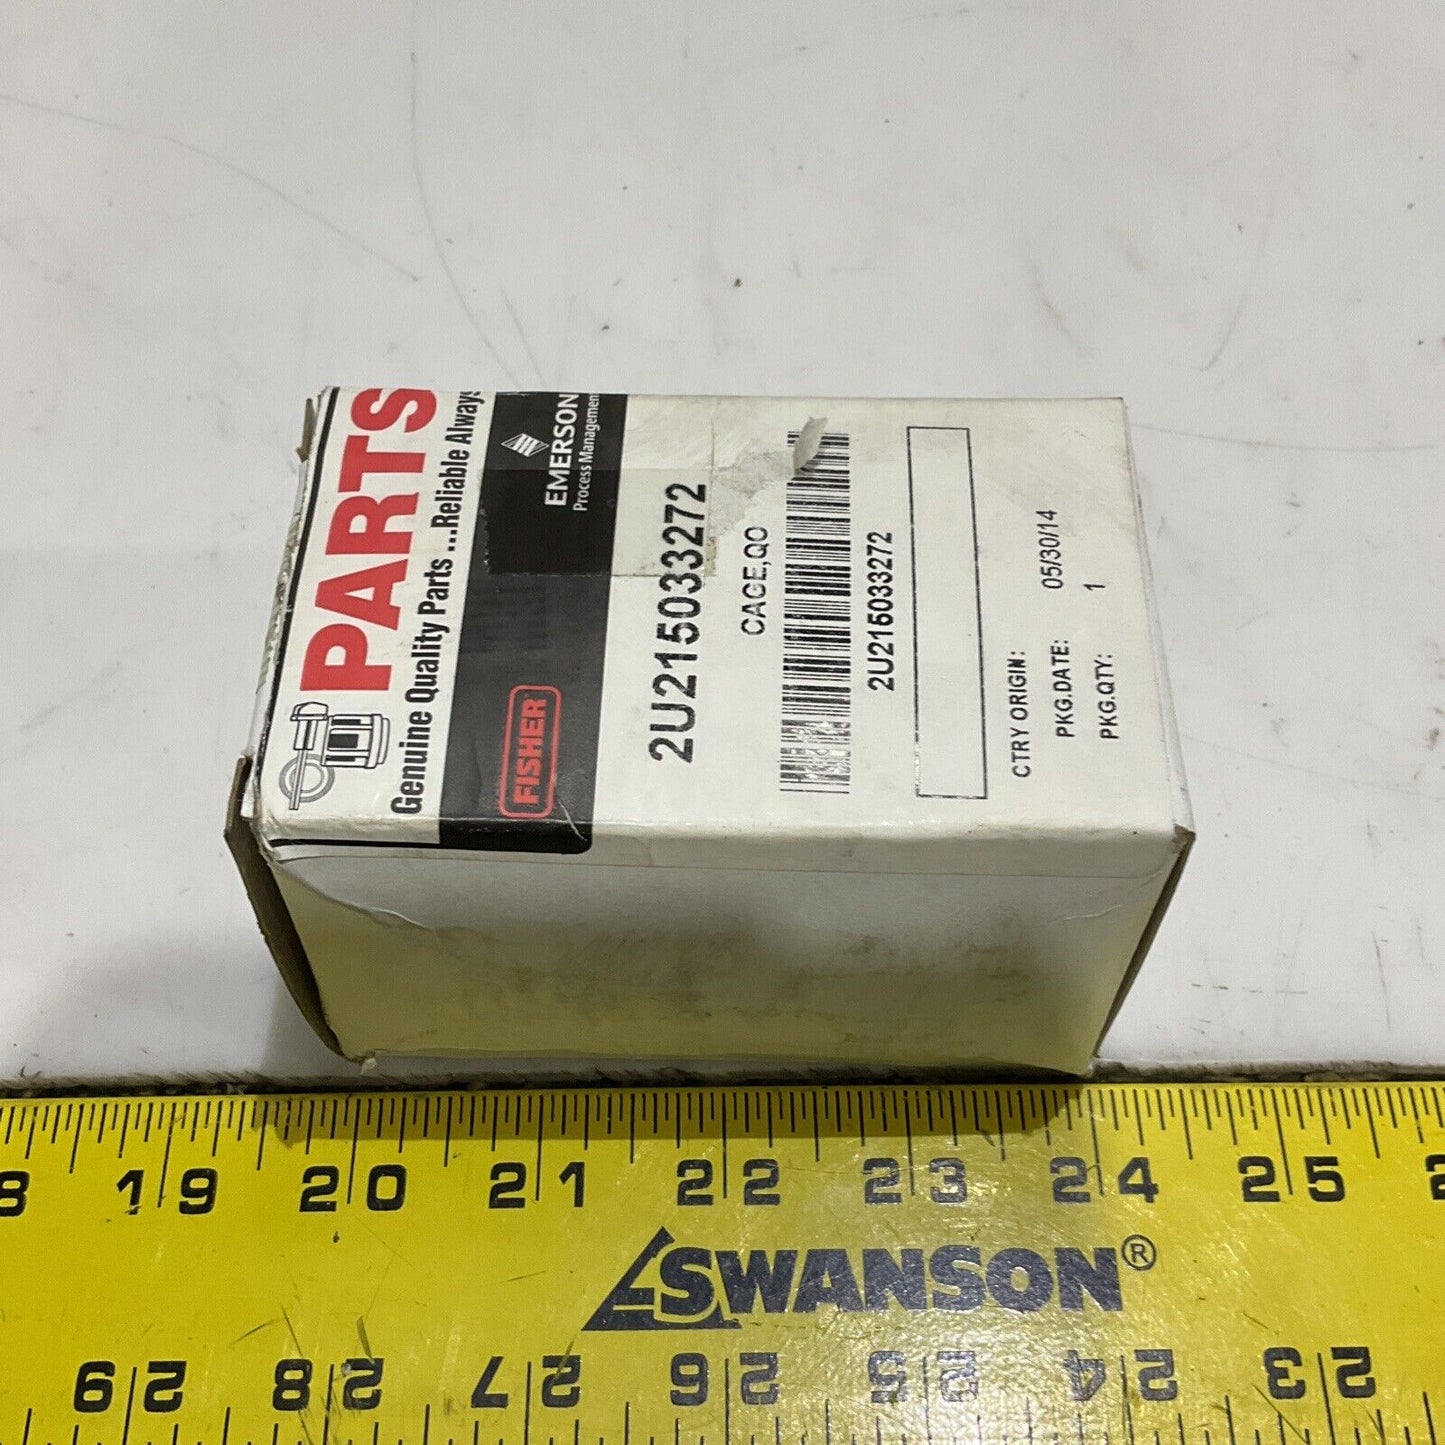 PARTS
Genuine Quality Parts ...Reliable Always
EMERSON
Process Management
FISHER
2U215033272
CAGE,QO
2U215033272
CTRY ORIGIN:
PKG.DATE: 05/30/14
PKG.QTY: 1
8 19 20 21 22 23 24 25 2
SWANSON®
29 28 27 26 25 24 23